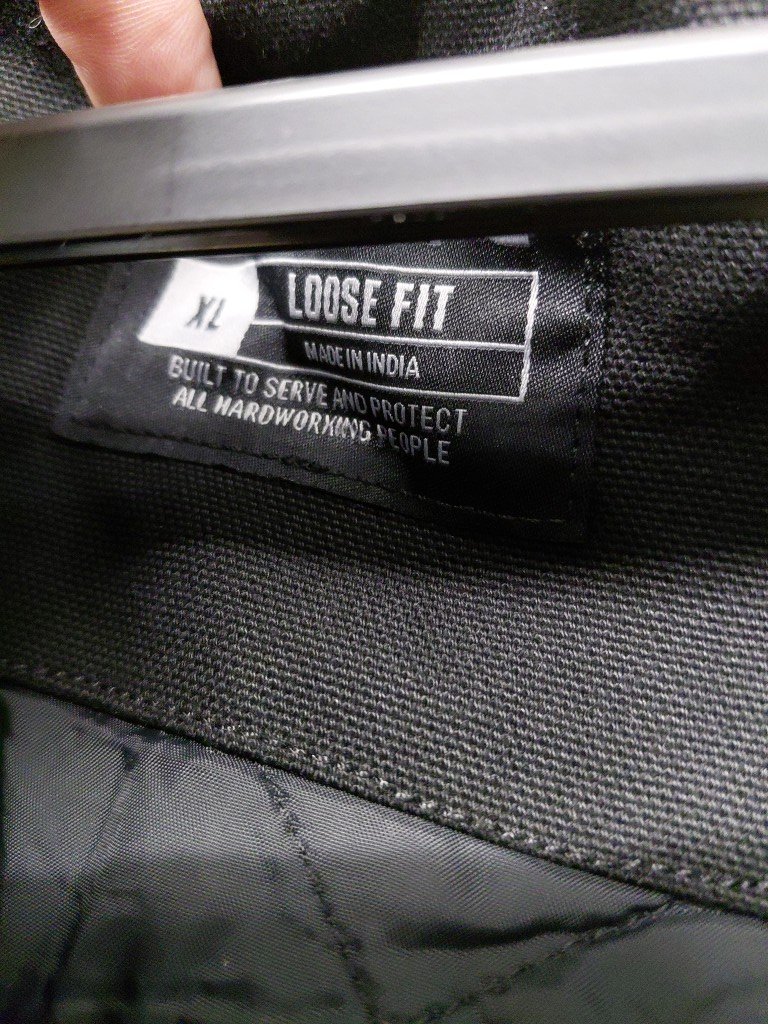 XL
LOOSE FIT
MADE IN INDIA
BUILT TO SERVE AND PROTECT
ALL HARDWORKING PEOPLE